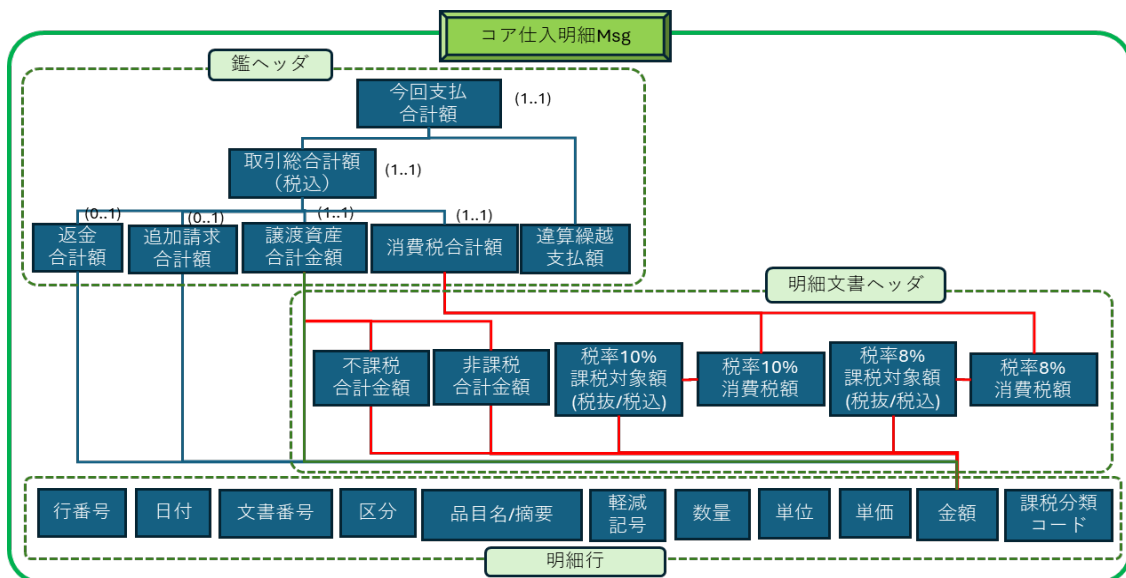 コア仕入明細Msg
鑑ヘッダ
今回支払
合計額
(1..1)
取引総合計額
（税込）
(1..1)
(0..1)
(0..1)
(1..1)
(1..1)
返金
合計額
追加請求
合計額
譲渡資産
合計金額
消費税合計額
違算繰越
支払額
明細文書ヘッダ
不課税
合計金額
非課税
合計金額
税率10%
課税対象額
(税抜/税込)
税率10%
消費税額
税率8%
課税対象額
(税抜/税込)
税率8%
消費税額
行番号
日付
文書番号
区分
品目名/摘要
軽減
記号
数量
単位
単価
金額
課税分類
コード
明細行